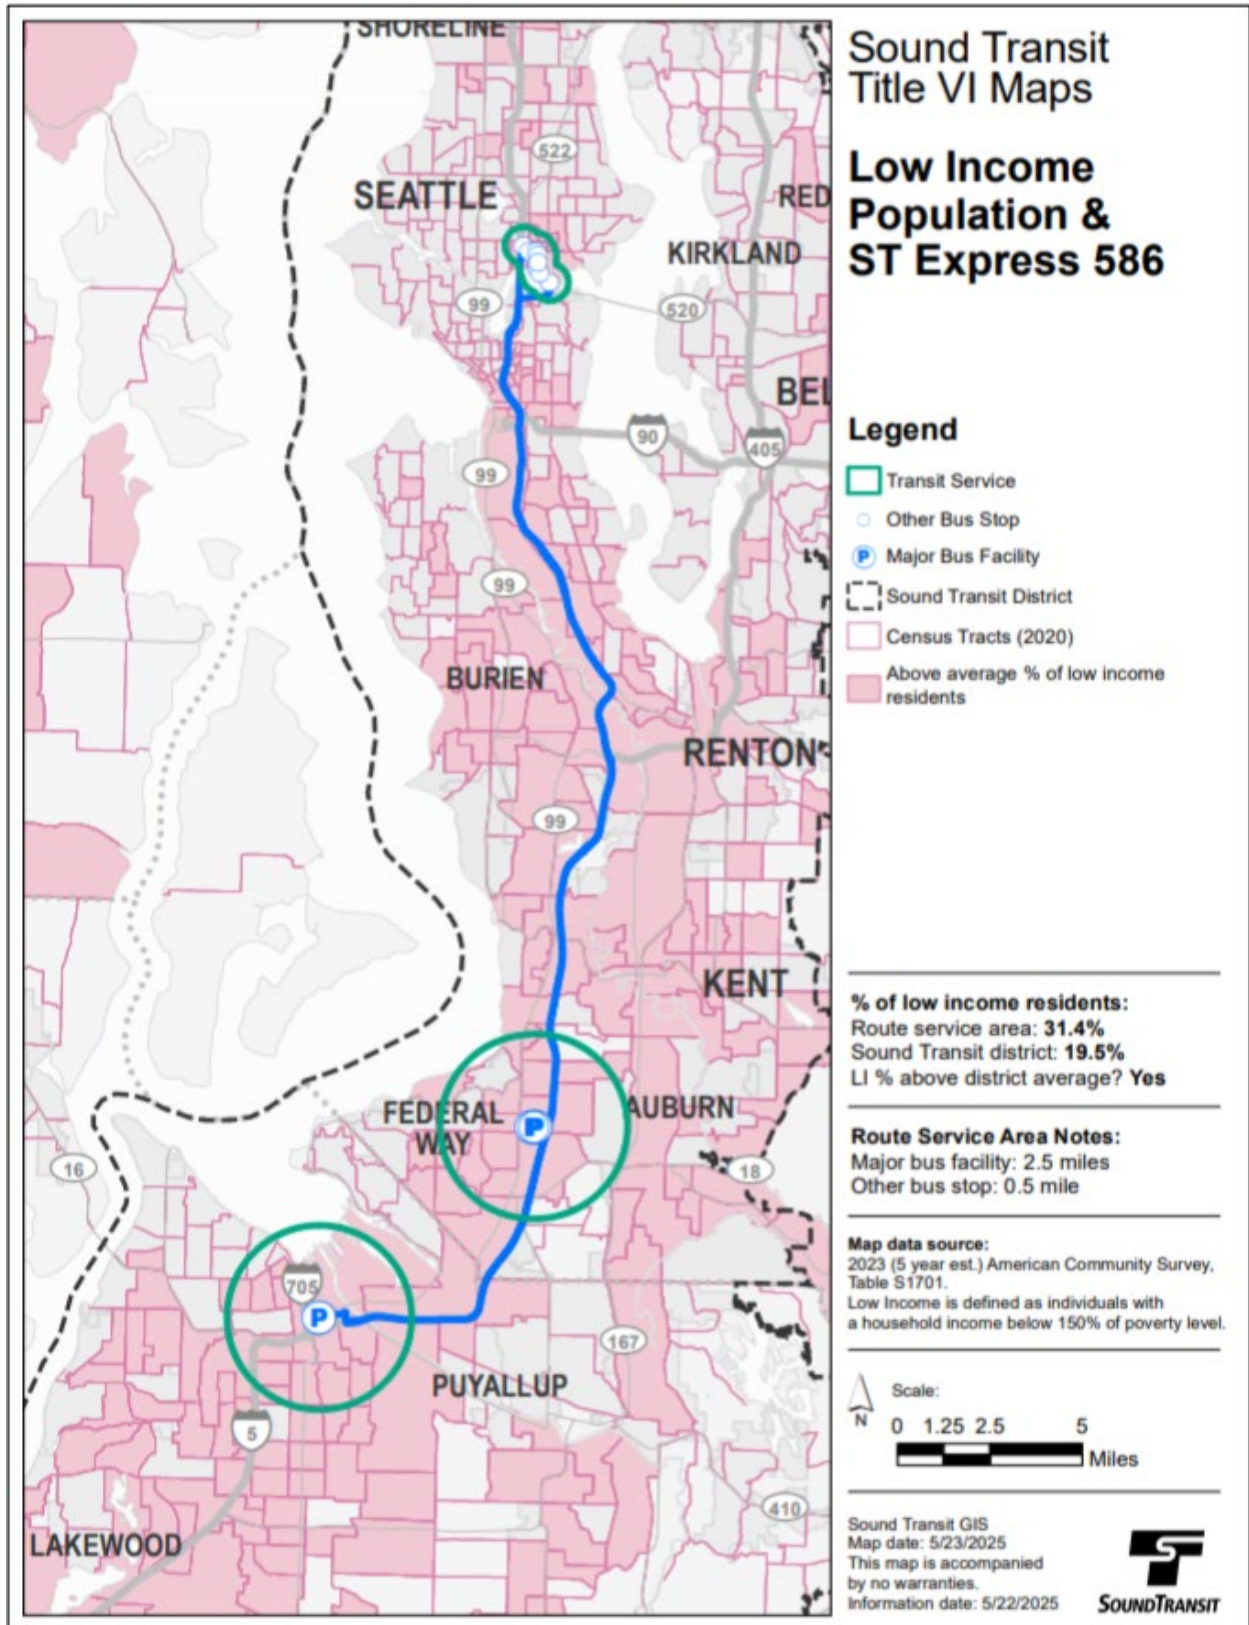 Sound Transit
Title VI Maps
Low Income
Population &
ST Express 586
Legend
Transit Service
Other Bus Stop
P Major Bus Facility
Sound Transit District
Census Tracts (2020)
Above average % of low income
residents
% of low income residents:
Route service area: 31.4%
Sound Transit district: 19.5%
LI % above district average? Yes
Route Service Area Notes:
Major bus facility: 2.5 miles
Other bus stop: 0.5 mile
Map data source:
2023 (5 year est.) American Community Survey,
Table S1701.
Low Income is defined as individuals with
a household income below 150% of poverty level.
N
Scale:
0 1.25 2.5 5
Miles
Sound Transit GIS
Map date: 5/23/2025
This map is accompanied
by no warranties.
Information date: 5/22/2025
SOUNDTRANSIT
SHORELINE
522
SEATTLE
RED
KIRKLAND
99
520
BEL
90
405
99
99
BURIEN
RENTON
99
KENT
FEDERAL
WAY
P
AUBURN
16
18
705
P
167
PUYALLUP
5
410
LAKEWOOD